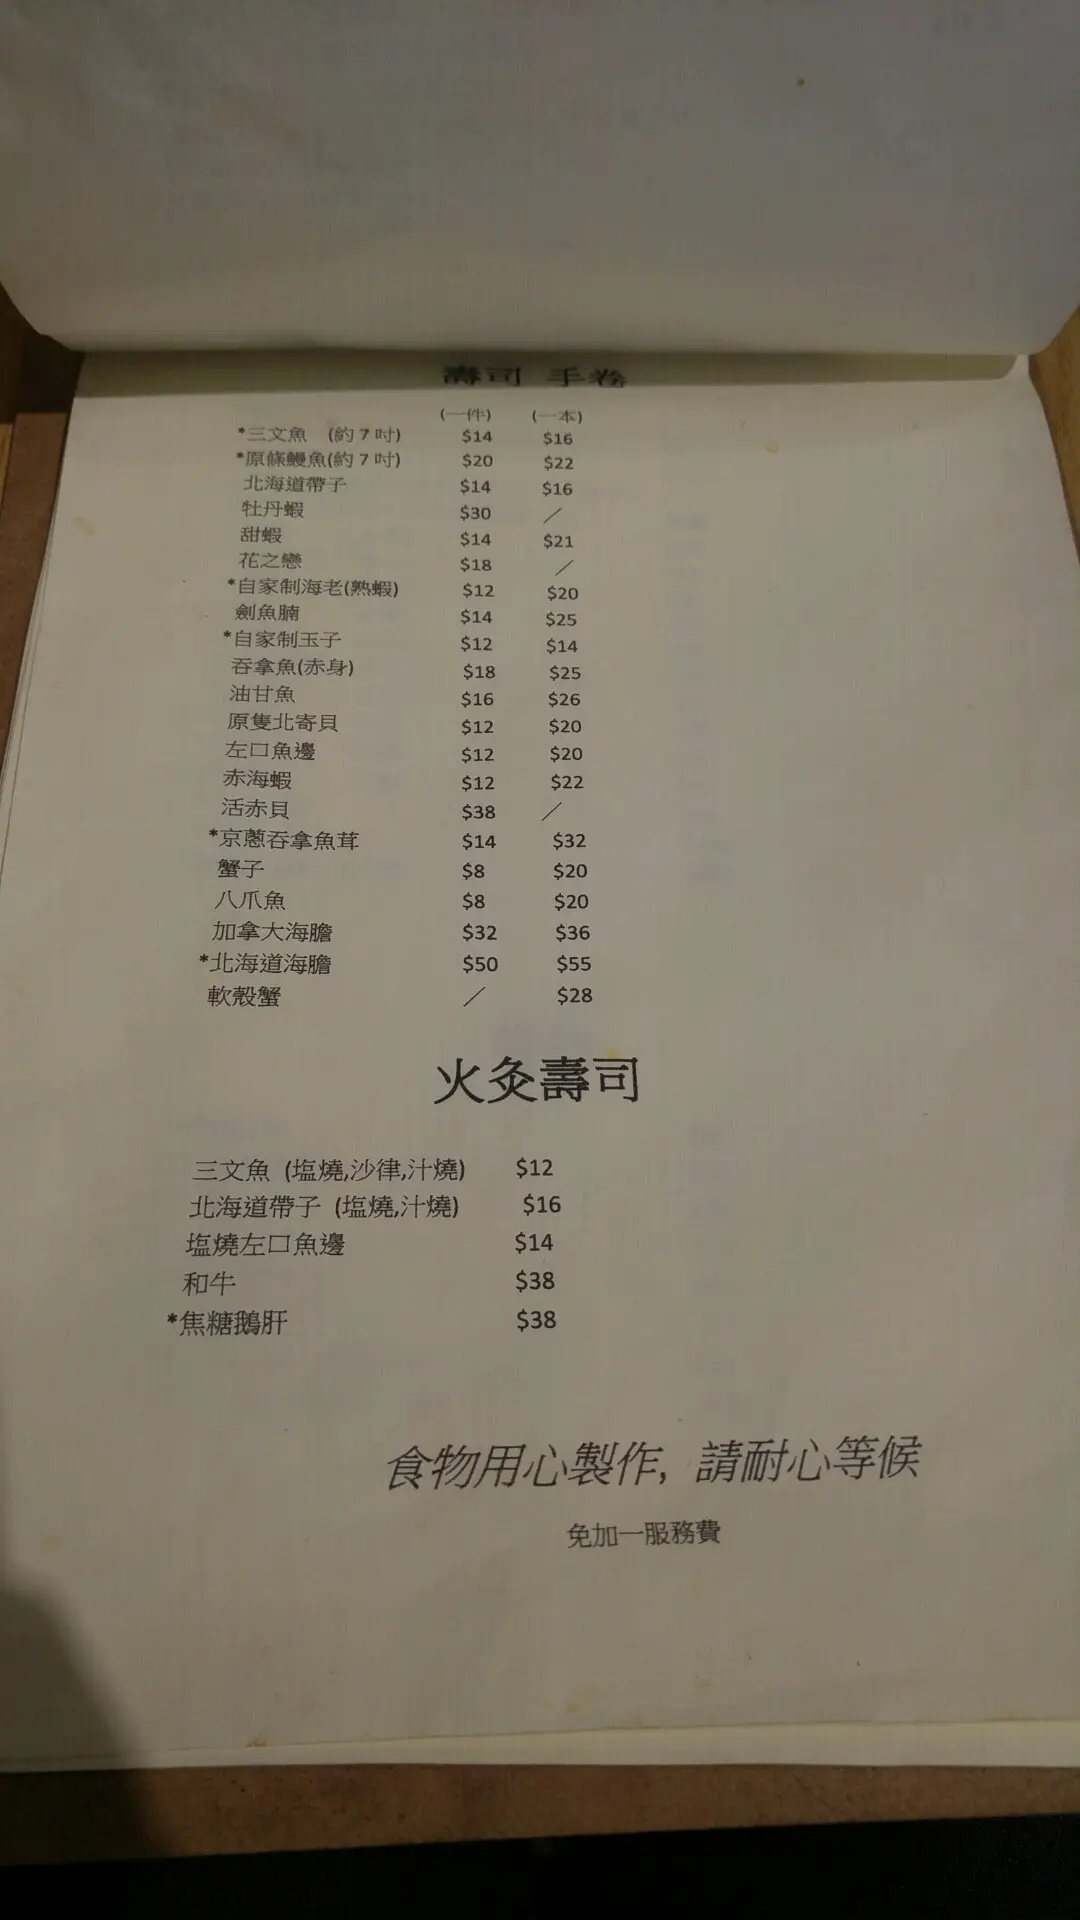 壽司 手卷
(一件) (一本)
*三文魚 (約 7 吋) $14 $16
*原條鰻魚(約 7 吋) $20 $22
北海道帶子 $14 $16
牡丹蝦 $30 ／
甜蝦 $14 $21
花之戀 $18 ／
*自家制海老(熟蝦) $12 $20
劍魚腩 $14 $25
*自家制玉子 $12 $14
吞拿魚(赤身) $18 $25
油甘魚 $16 $26
原隻北寄貝 $12 $20
左口魚邊 $12 $20
赤海蝦 $12 $22
活赤貝 $38 ／
*京蔥吞拿魚茸 $14 $32
蟹子 $8 $20
八爪魚 $8 $20
加拿大海膽 $32 $36
*北海道海膽 $50 $55
軟殼蟹 ／ $28
火灸壽司
三文魚 (塩燒,沙律,汁燒) $12
北海道帶子 (塩燒,汁燒) $16
塩燒左口魚邊 $14
和牛 $38
*焦糖鵝肝 $38
食物用心製作, 請耐心等候
免加一服務費